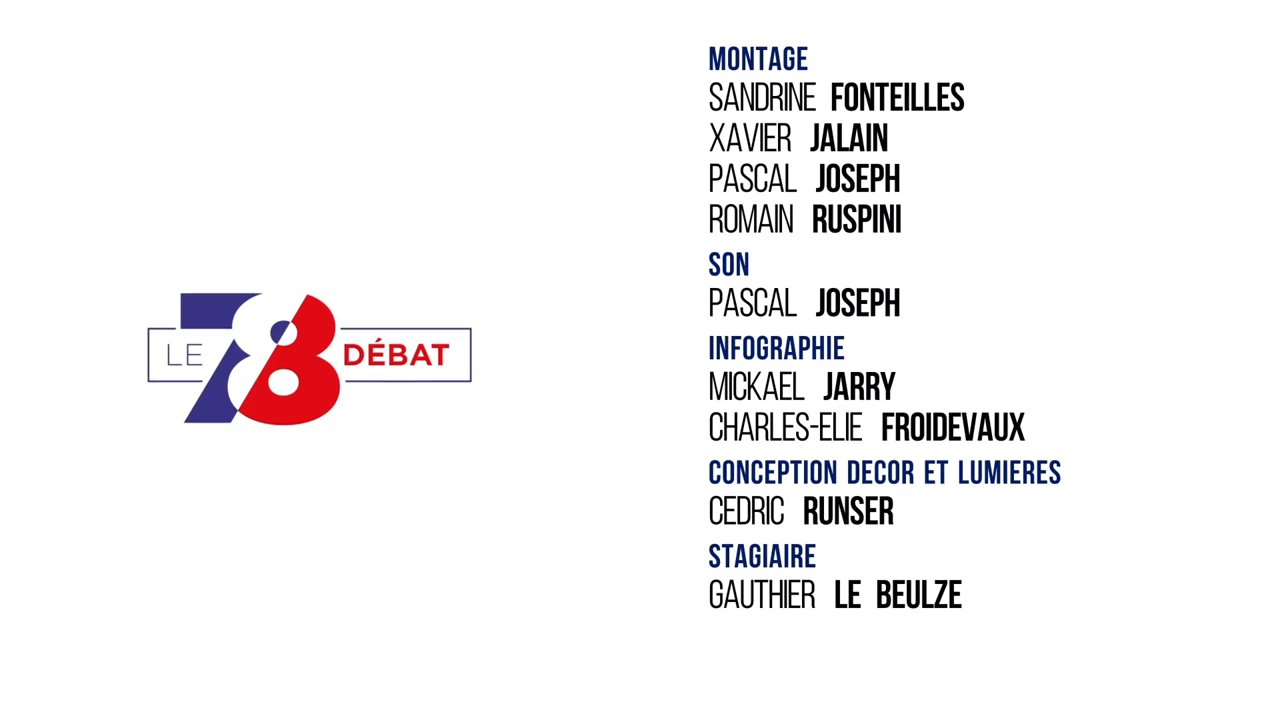 LE 78 DÉBAT
MONTAGE
SANDRINE FONTEILLES
XAVIER JALAIN
PASCAL JOSEPH
ROMAIN RUSPINI
SON
PASCAL JOSEPH
INFOGRAPHIE
MICKAEL JARRY
CHARLES-ELIE FROIDEVAUX
CONCEPTION DECOR ET LUMIERES
CEDRIC RUNSER
STAGIAIRE
GAUTHIER LE BEULZE